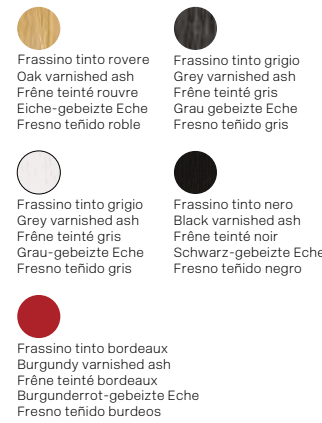 Frassino tinto rovere
Oak varnished ash
Frêne teinté rouvre
Eiche-gebeizte Eche
Fresno teñido roble
Frassino tinto grigio
Grey varnished ash
Frêne teinté gris
Grau gebeizte Eche
Fresno teñido gris
Frassino tinto grigio
Grey varnished ash
Frêne teinté gris
Grau-gebeizte Eche
Fresno teñido gris
Frassino tinto nero
Black varnished ash
Frêne teinté noir
Schwarz-gebeizte Eche
Fresno teñido negro
Frassino tinto bordeaux
Burgundy varnished ash
Frêne teinté bordeaux
Burgunderrot-gebeizte Eche
Fresno teñido burdeos